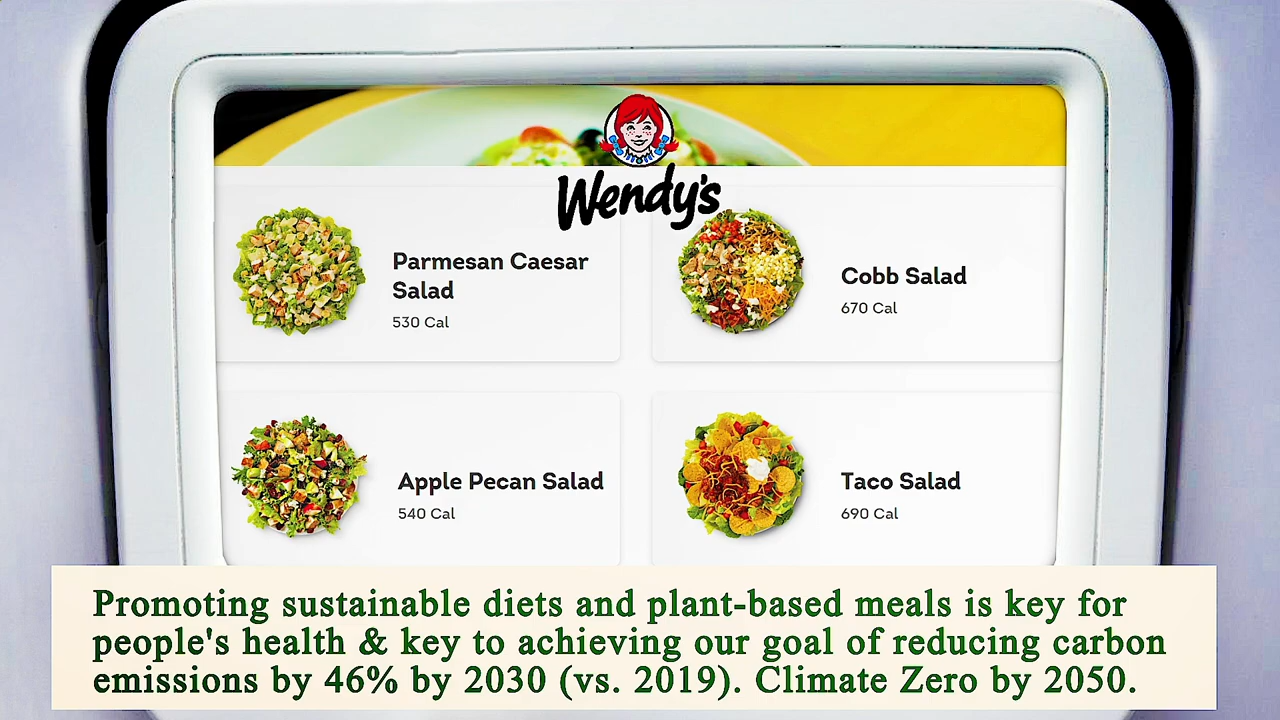 Wendy's
Parmesan Caesar
Salad
530 Cal
Cobb Salad
670 Cal
Apple Pecan Salad
540 Cal
Taco Salad
690 Cal
Promoting sustainable diets and plant-based meals is key for
people's health & key to achieving our goal of reducing carbon
emissions by 46% by 2030 (vs. 2019). Climate Zero by 2050.